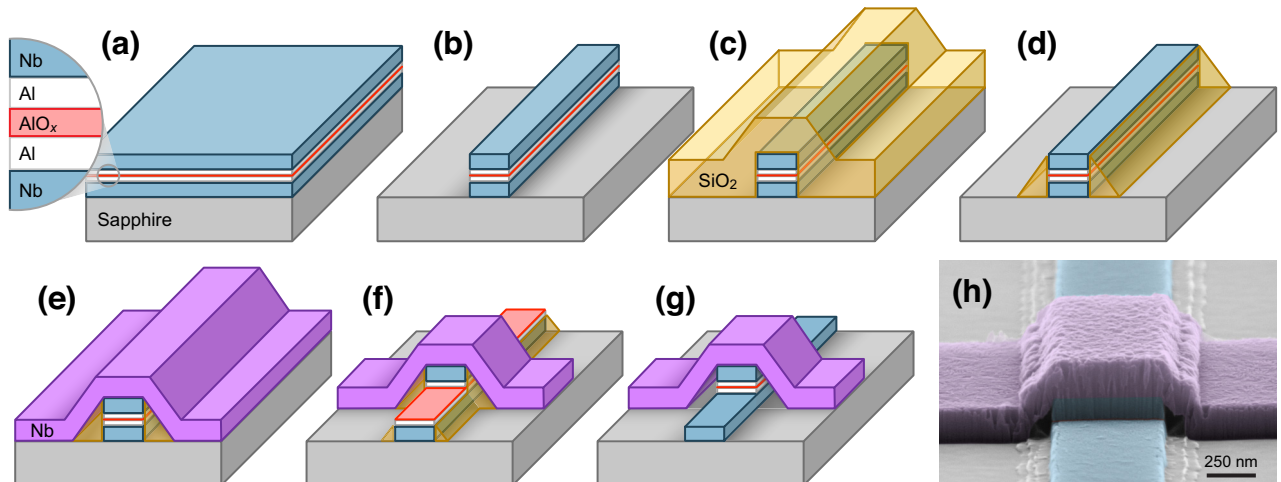 (a)
(b)
(c)
(d)
Nb
Al
AlOₓ
Al
Nb
Sapphire
SiO₂
(e)
(f)
(g)
(h)
Nb
250 nm